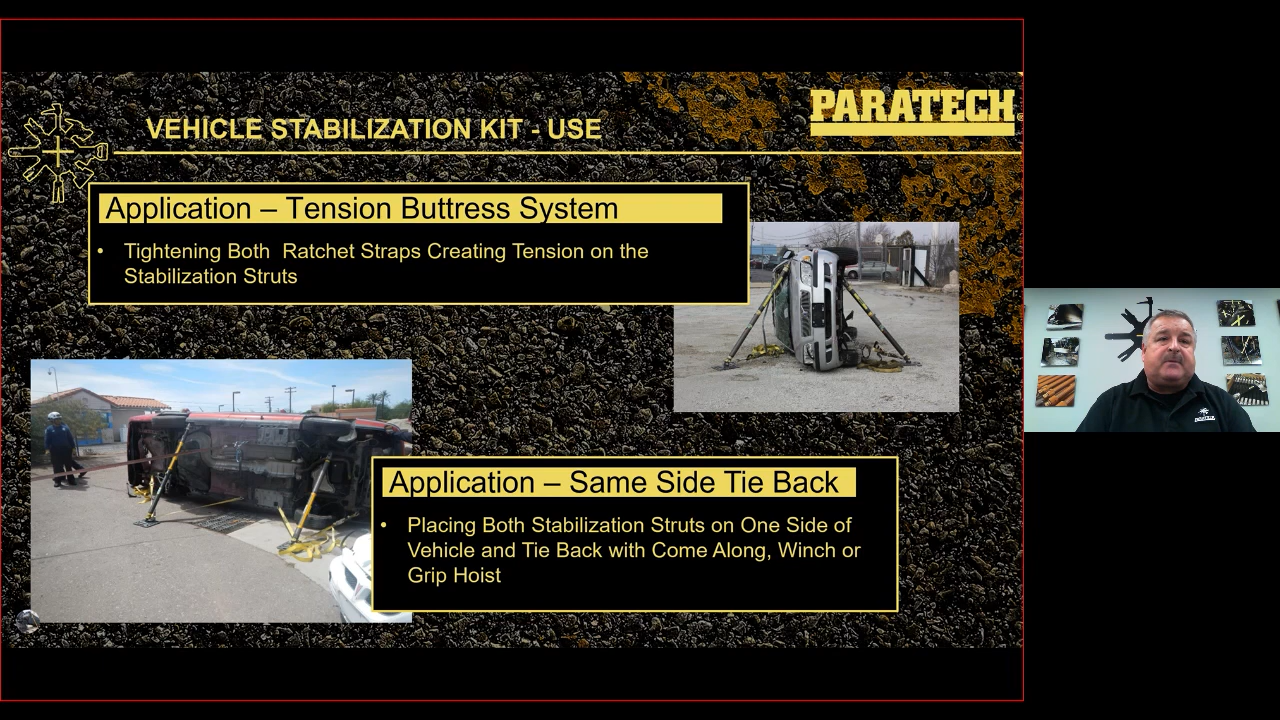 PARATECH
VEHICLE STABILIZATION KIT - USE
Application – Tension Buttress System
• Tightening Both Ratchet Straps Creating Tension on the
Stabilization Struts
Application – Same Side Tie Back
• Placing Both Stabilization Struts on One Side of
Vehicle and Tie Back with Come Along, Winch or
Grip Hoist